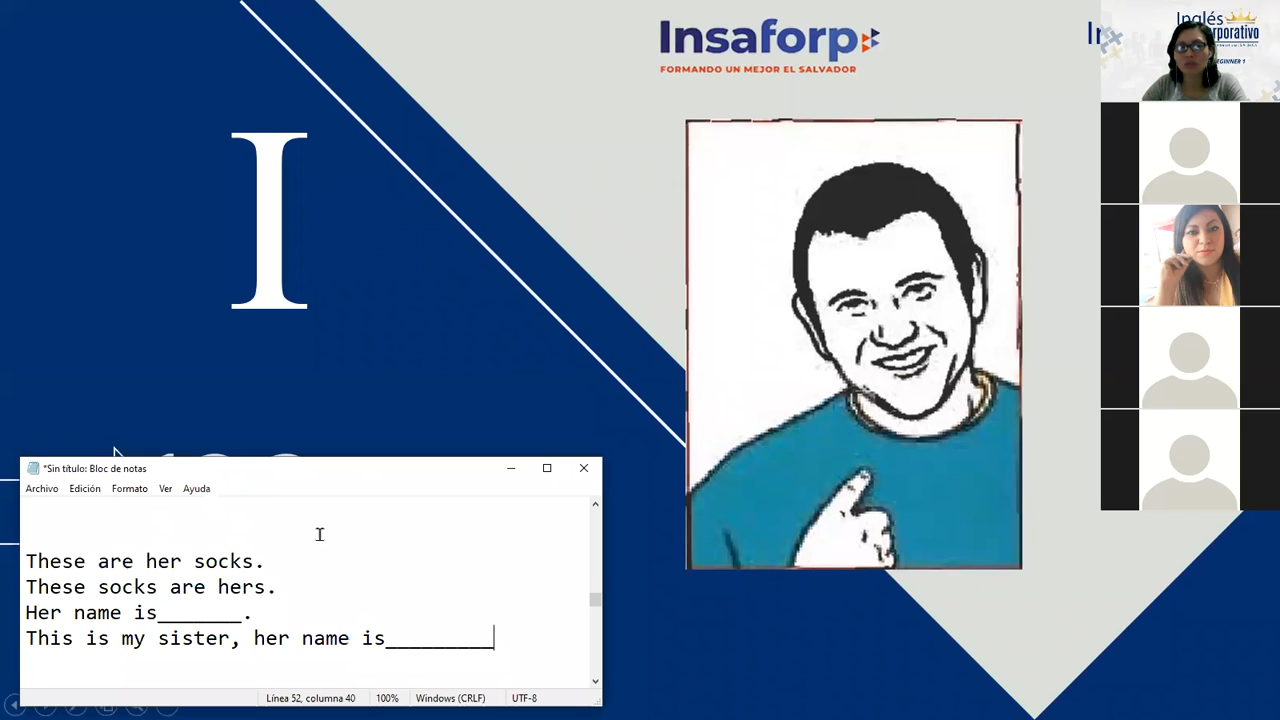 Insaforp
FORMANDO UN MEJOR EL SALVADOR
Inglés
I
*Sin título: Bloc de notas
Archivo Edición Formato Ver Ayuda
These are her socks.
These socks are hers.
Her name is_______.
This is my sister, her name is_________
Línea 52, columna 40 100% Windows (CRLF) UTF-8